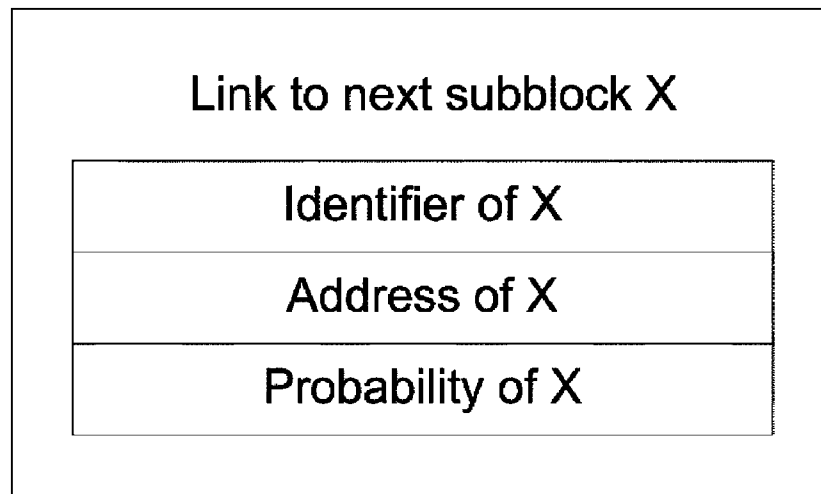 Link to next subblock X
Identifier of X
Address of X
Probability of X